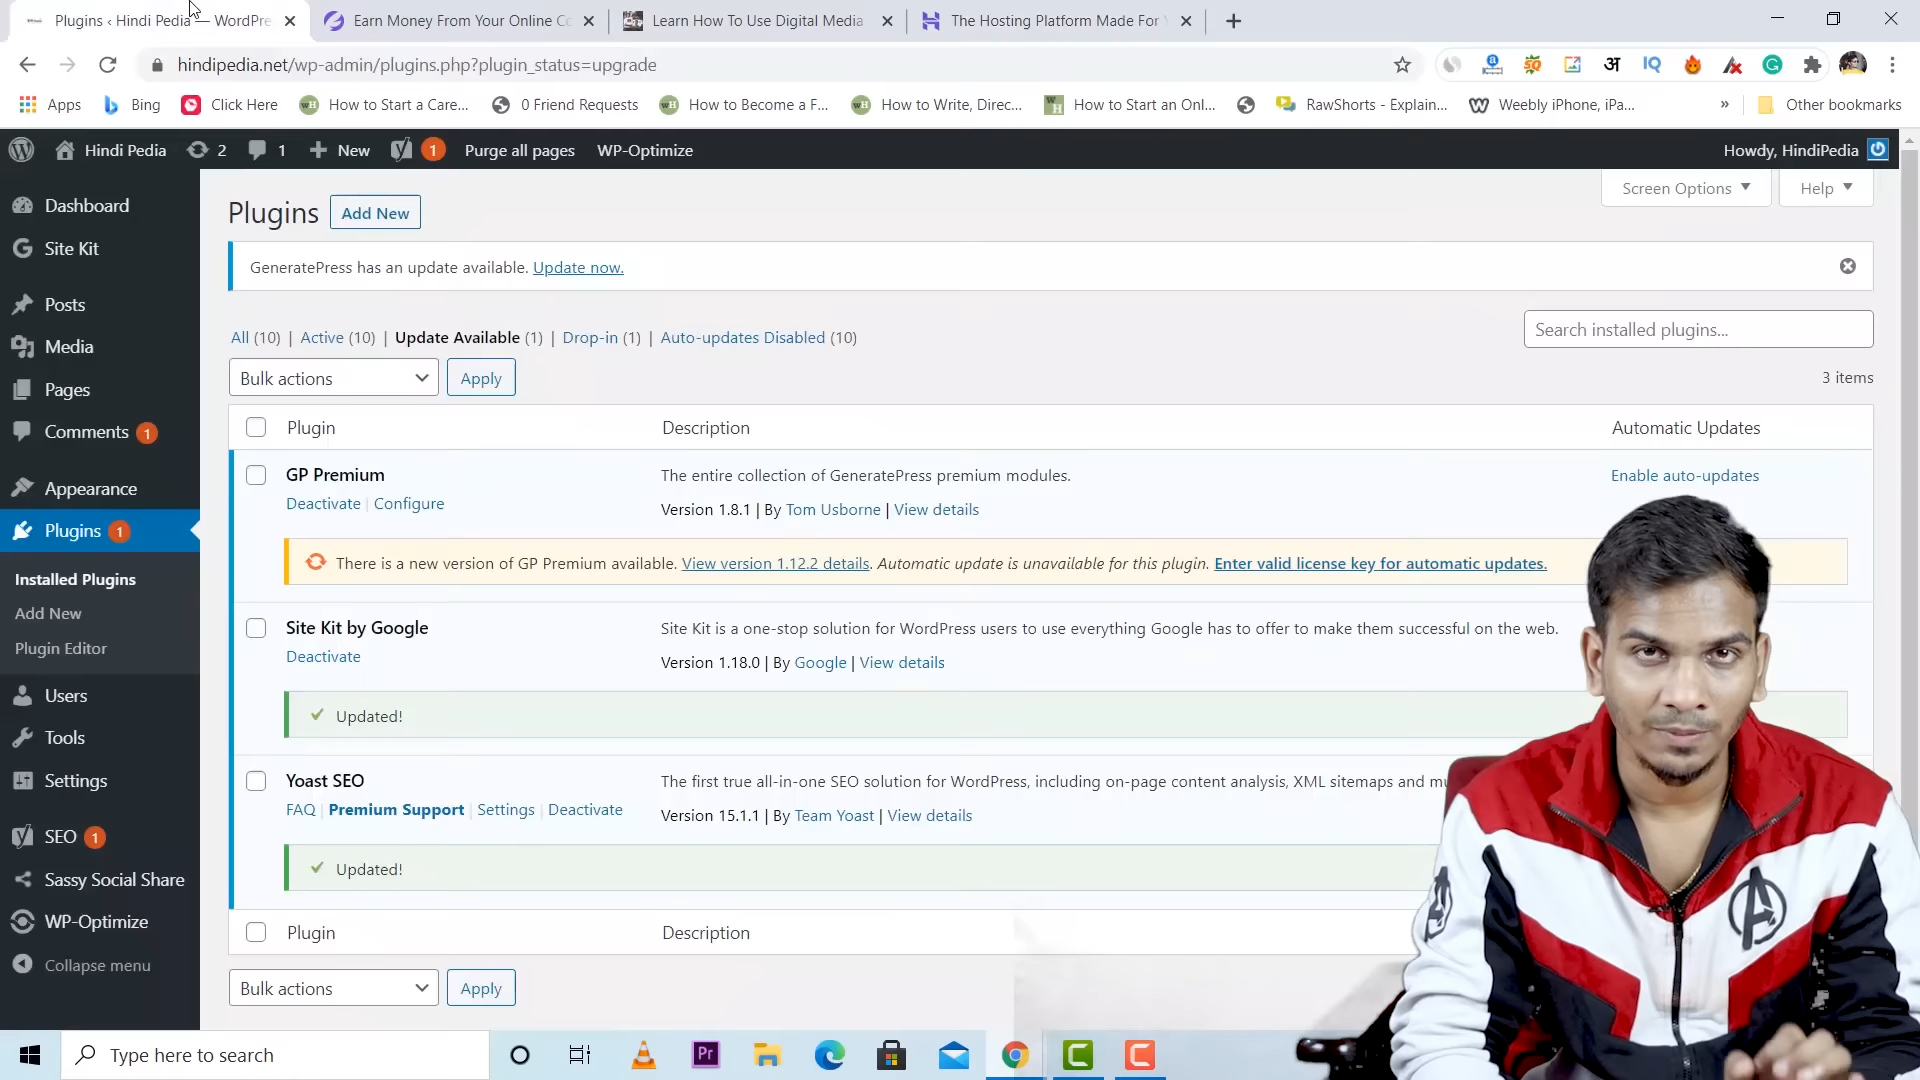 Plugins ‹ Hindi Pedia — WordPre
Earn Money From Your Online Co
Learn How To Use Digital Media
The Hosting Platform Made For
hindipedia.net/wp-admin/plugins.php?plugin_status=upgrade
Apps
Bing
Click Here
How to Start a Care...
0 Friend Requests
How to Become a F...
How to Write, Direc...
How to Start an Onl...
RawShorts - Explain...
Weebly iPhone, iPa...
»
Other bookmarks
Hindi Pedia
2
1
New
1
Purge all pages
WP-Optimize
Howdy, HindiPedia
Dashboard
Site Kit
Posts
Media
Pages
Comments 1
Appearance
Plugins 1
Installed Plugins
Add New
Plugin Editor
Users
Tools
Settings
SEO 1
Sassy Social Share
WP-Optimize
Collapse menu
Screen Options
Help
Plugins
Add New
GeneratePress has an update available. Update now.
All (10) | Active (10) | Update Available (1) | Drop-in (1) | Auto-updates Disabled (10)
Search installed plugins...
Bulk actions
Apply
3 items
Plugin
Description
Automatic Updates
GP Premium
Deactivate | Configure
The entire collection of GeneratePress premium modules.
Version 1.8.1 | By Tom Usborne | View details
Enable auto-updates
There is a new version of GP Premium available. View version 1.12.2 details. Automatic update is unavailable for this plugin. Enter valid license key for automatic updates.
Site Kit by Google
Deactivate
Site Kit is a one-stop solution for WordPress users to use everything Google has to offer to make them successful on the web.
Version 1.18.0 | By Google | View details
Updated!
Yoast SEO
FAQ | Premium Support | Settings | Deactivate
The first true all-in-one SEO solution for WordPress, including on-page content analysis, XML sitemaps and mu
Version 15.1.1 | By Team Yoast | View details
Updated!
Plugin
Description
Bulk actions
Apply
Type here to search
Pr